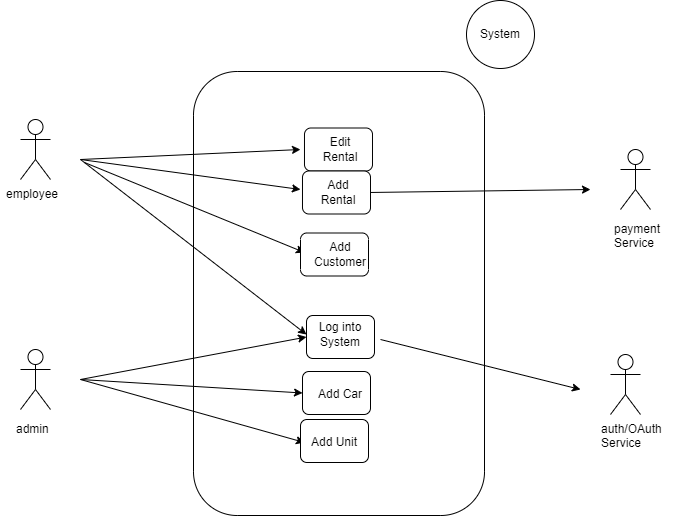 System
Edit
Rental
employee
Add
Rental
payment
Service
Add
Customer
Log into
System
Add Car
admin
auth/OAuth
Service
Add Unit